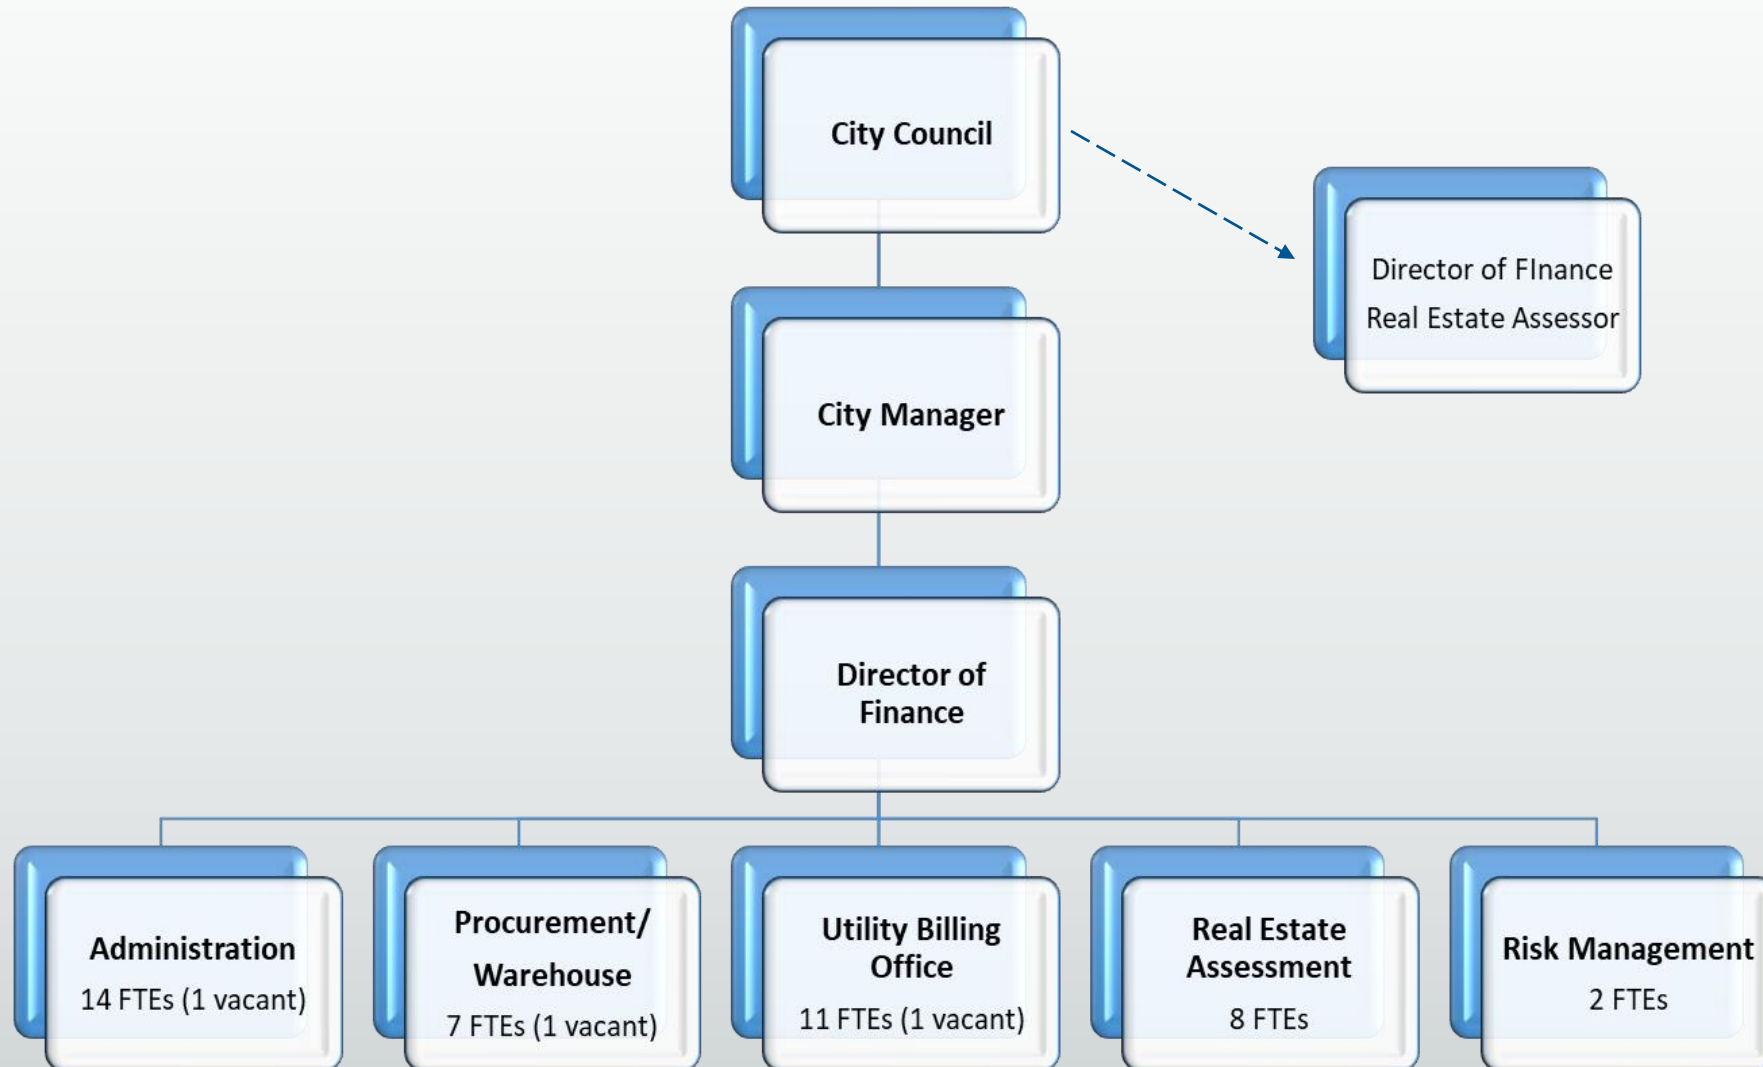 City Council
Director of FInance
Real Estate Assessor
City Manager
Director of
Finance
Administration
14 FTEs (1 vacant)
Procurement/
Warehouse
7 FTEs (1 vacant)
Utility Billing
Office
11 FTEs (1 vacant)
Real Estate
Assessment
8 FTEs
Risk Management
2 FTEs